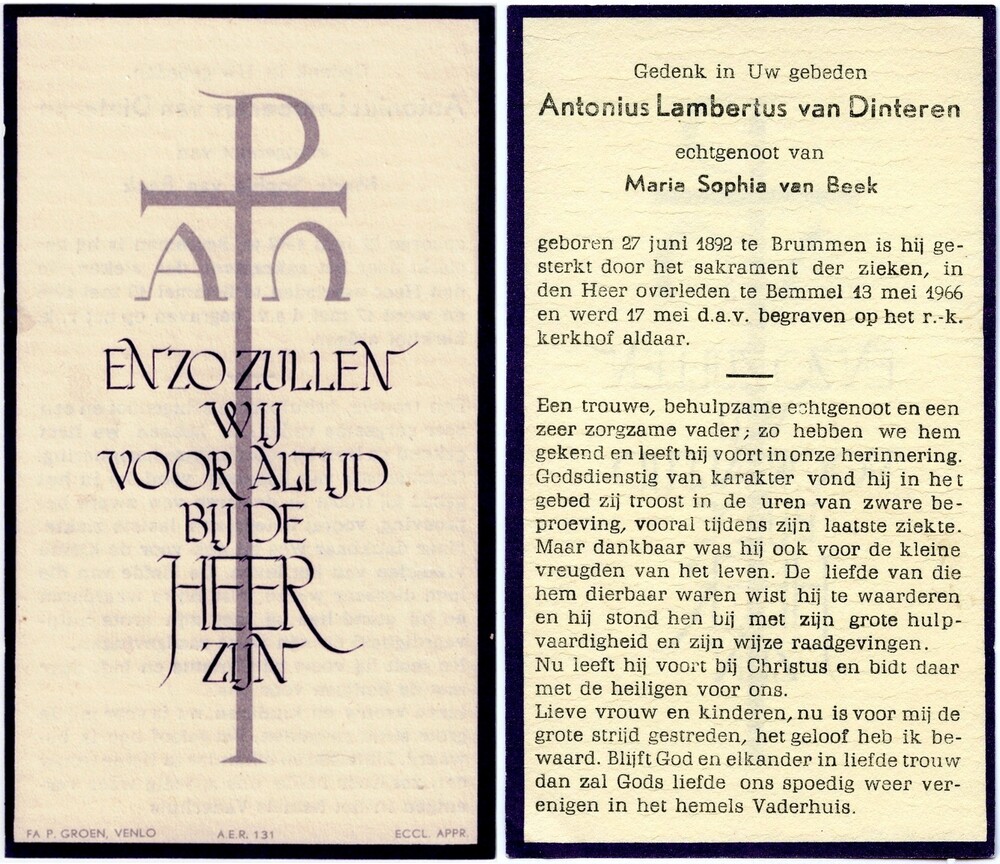 A
EN ZO ZULLEN
WIJ
VOOR ALTIJD
BIJ DE
HEER
ZIJN
FA P. GROEN, VENLO A.E.R. 131 ECCL. APPR.
Gedenk in Uw gebeden
Antonius Lambertus van Dinteren
echtgenoot van
Maria Sophia van Beek
geboren 27 juni 1892 te Brummen is hij ge-
sterkt door het sakrament der zieken, in
den Heer overleden te Bemmel 13 mei 1966
en werd 17 mei d.a.v. begraven op het r.-k.
kerkhof aldaar.
Een trouwe, behulpzame echtgenoot en een
zeer zorgzame vader; zo hebben we hem
gekend en leeft hij voort in onze herinnering.
Godsdienstig van karakter vond hij in het
gebed zij troost in de uren van zware be-
proeving, vooral tijdens zijn laatste ziekte.
Maar dankbaar was hij ook voor de kleine
vreugden van het leven. De liefde van die
hem dierbaar waren wist hij te waarderen
en hij stond hen bij met zijn grote hulp-
vaardigheid en zijn wijze raadgevingen.
Nu leeft hij voort bij Christus en bidt daar
met de heiligen voor ons.
Lieve vrouw en kinderen, nu is voor mij de
grote strijd gestreden, het geloof heb ik be-
waard. Blijft God en elkander in liefde trouw
dan zal Gods liefde ons spoedig weer ver-
enigen in het hemels Vaderhuis.